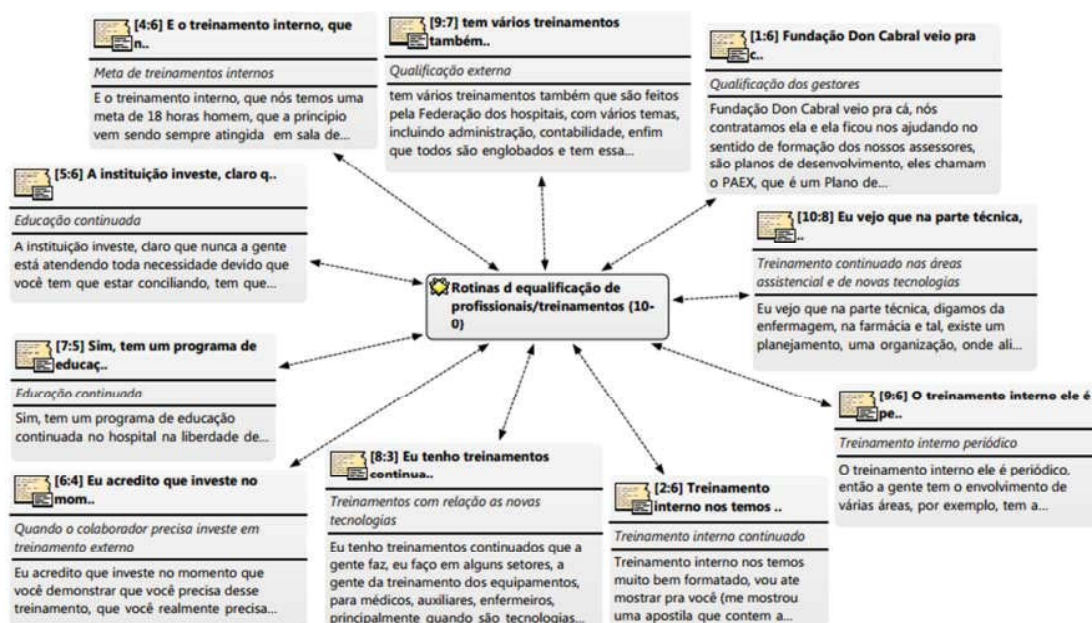 [4:6] E o treinamento interno, que
n..
Meta de treinamentos internos
E o treinamento interno, que nós temos uma
meta de 18 horas homem, que a principio
vem sendo sempre atingida em sala de...
[9:7] tem vários treinamentos
também..
Qualificação externa
tem vários treinamentos também que são feitos
pela Federação dos hospitais, com vários temas,
incluindo administração, contabilidade, enfim
que todos são englobados e tem essa...
[1:6] Fundação Don Cabral veio pra
c..
Qualificação dos gestores
Fundação Don Cabral veio pra cá, nós
contratamos ela e ela ficou nos ajudando no
sentido de formação dos nossos assessores,
são planos de desenvolvimento, eles chamam
o PAEX, que é um Plano de...
[5:6] A instituição investe, claro q..
Educação continuada
A instituição investe, claro que nunca a gente
está atendendo toda necessidade devido que
você tem que estar conciliando, tem que...
[10:8] Eu vejo que na parte técnica,
..
Treinamento continuado nas áreas
assistencial e de novas tecnologias
Eu vejo que na parte técnica, digamos da
enfermagem, na farmácia e tal, existe um
planejamento, uma organização, onde ali...
Rotinas d equalificação de
profissionais/treinamentos (10-
0)
[7:5] Sim, tem um programa de
educaç..
Educação continuada
Sim, tem um programa de educação
continuada no hospital na liberdade de...
[9:6] O treinamento interno ele é
pe..
Treinamento interno periódico
O treinamento interno ele é periódico,
então a gente tem o envolvimento de
várias áreas, por exemplo, tem a...
[6:4] Eu acredito que investe no
mom..
Quando o colaborador precisa investe em
treinamento externo
Eu acredito que investe no momento que
você demonstrar que você precisa desse
treinamento, que você realmente precisa...
[8:3] Eu tenho treinamentos
continua..
Treinamentos com relação as novas
tecnologias
Eu tenho treinamentos continuados que a
gente faz, eu faço em alguns setores, a
gente da treinamento dos equipamentos,
para médicos, auxiliares, enfermeiros,
principalmente quando são tecnologias...
[2:6] Treinamento
interno nos temos ..
Treinamento interno continuado
Treinamento interno nos temos
muito bem formatado, vou ate
mostrar pra você (me mostrou
uma apostila que contem a...